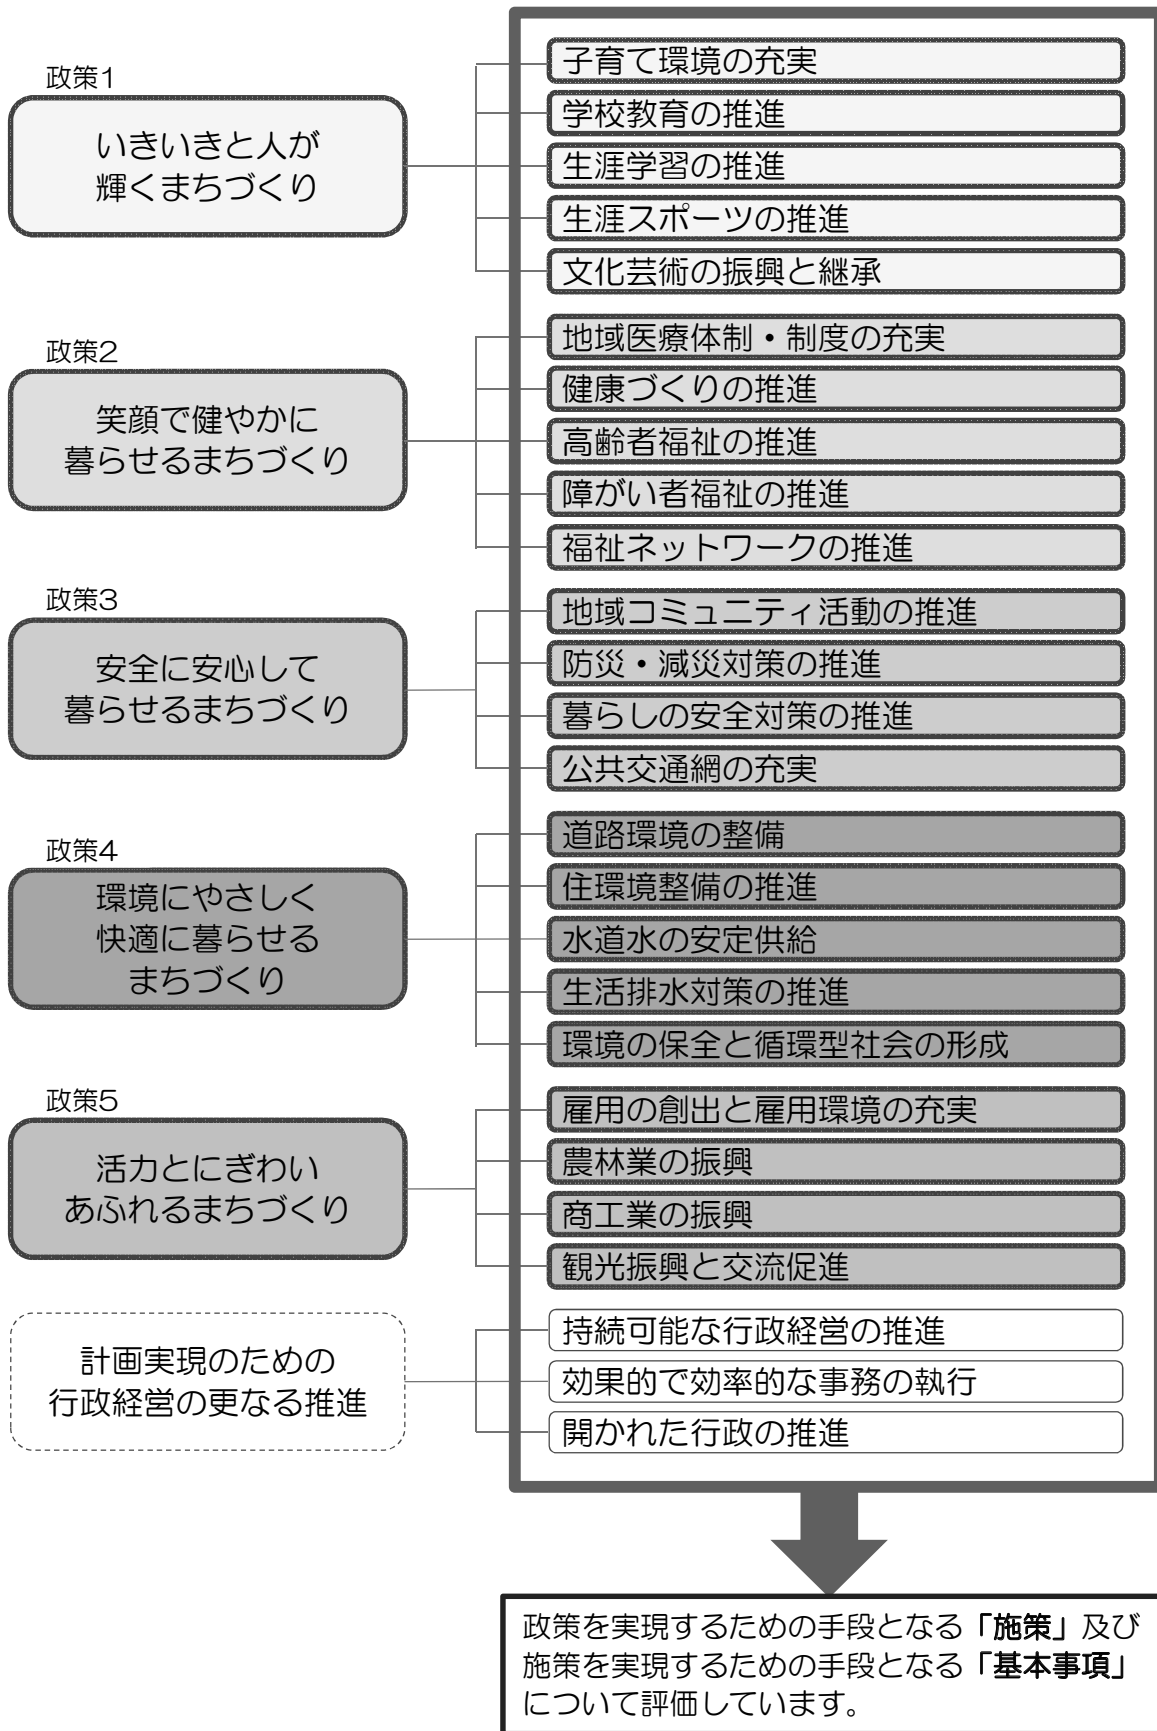 政策1
いきいきと人が
輝くまちづくり
子育て環境の充実
学校教育の推進
生涯学習の推進
生涯スポーツの推進
文化芸術の振興と継承
政策2
笑顔で健やかに
暮らせるまちづくり
地域医療体制・制度の充実
健康づくりの推進
高齢者福祉の推進
障がい者福祉の推進
福祉ネットワークの推進
政策3
安全に安心して
暮らせるまちづくり
地域コミュニティ活動の推進
防災・減災対策の推進
暮らしの安全対策の推進
公共交通網の充実
政策4
環境にやさしく
快適に暮らせる
まちづくり
道路環境の整備
住環境整備の推進
水道水の安定供給
生活排水対策の推進
環境の保全と循環型社会の形成
政策5
活力とにぎわい
あふれるまちづくり
雇用の創出と雇用環境の充実
農林業の振興
商工業の振興
観光振興と交流促進
計画実現のための
行政経営の更なる推進
持続可能な行政経営の推進
効果的で効率的な事務の執行
開かれた行政の推進
政策を実現するための手段となる「施策」及び
施策を実現するための手段となる「基本事項」
について評価しています。